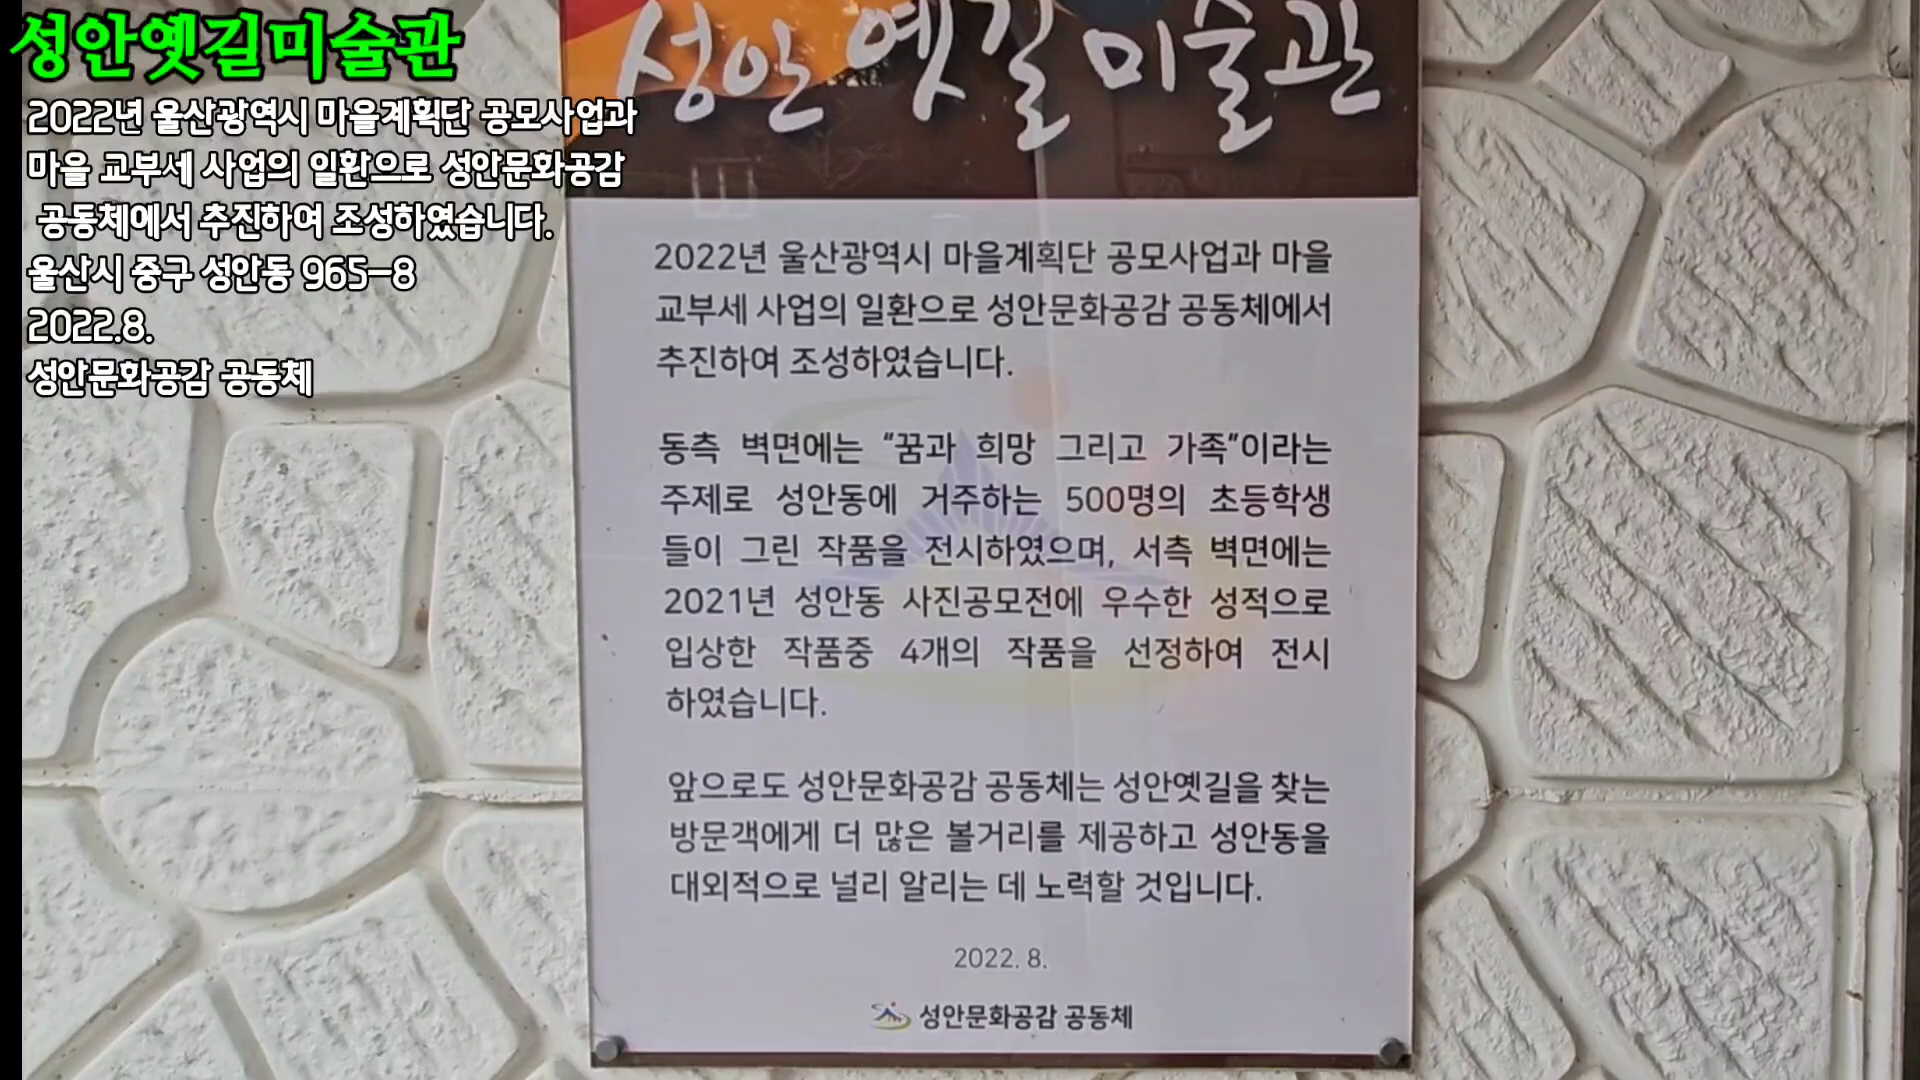 성안옛길미술관
2022년 울산광역시 마을계획단 공모사업과
마을 교부세 사업의 일환으로 성안문화공감
공동체에서 추진하여 조성하였습니다.
울산시 중구 성안동 965-8
2022.8.
성안문화공감 공동체
성안옛길미술관
2022년 울산광역시 마을계획단 공모사업과 마을
교부세 사업의 일환으로 성안문화공감 공동체에서
추진하여 조성하였습니다.
동측 벽면에는 “꿈과 희망 그리고 가족”이라는
주제로 성안동에 거주하는 500명의 초등학생
들이 그린 작품을 전시하였으며, 서측 벽면에는
2021년 성안동 사진공모전에 우수한 성적으로
입상한 작품중 4개의 작품을 선정하여 전시
하였습니다.
앞으로도 성안문화공감 공동체는 성안옛길을 찾는
방문객에게 더 많은 볼거리를 제공하고 성안동을
대외적으로 널리 알리는 데 노력할 것입니다.
2022. 8.
성안문화공감 공동체